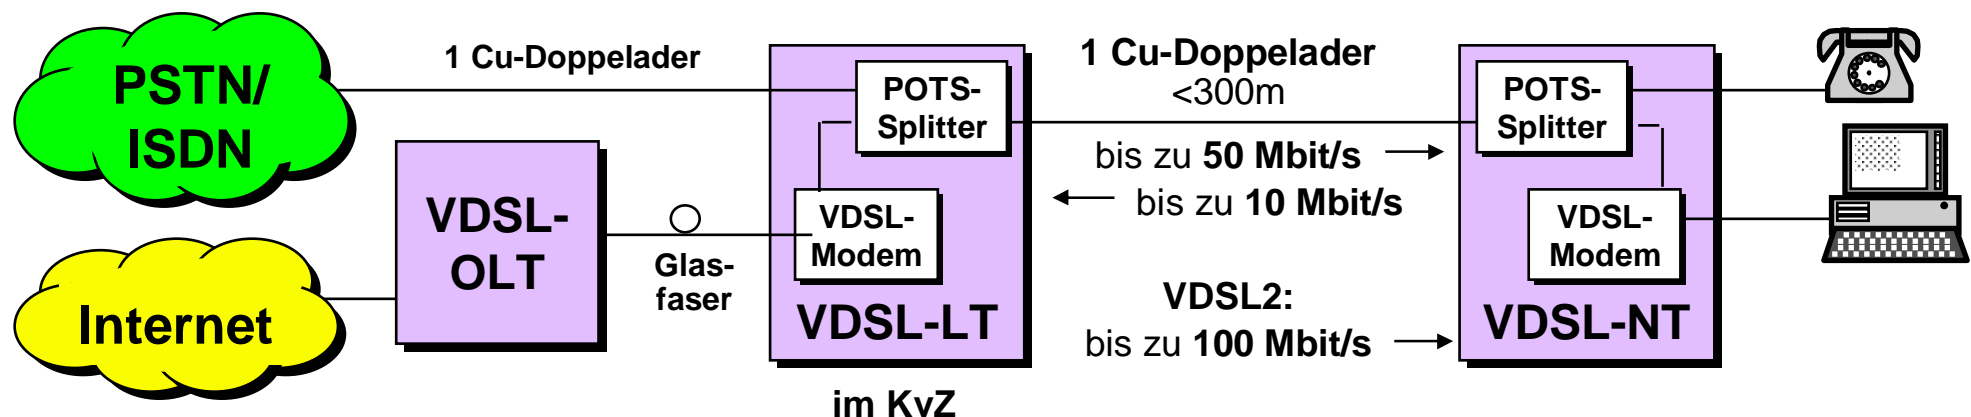 PSTN/
ISDN
Internet
VDSL-
OLT
1 Cu-Doppelader
Glas-
faser
POTS-
Splitter
VDSL-
Modem
VDSL-LT
im KvZ
1 Cu-Doppelader
<300m
bis zu 50 Mbit/s
bis zu 10 Mbit/s
VDSL2:
bis zu 100 Mbit/s
POTS-
Splitter
VDSL-
Modem
VDSL-NT